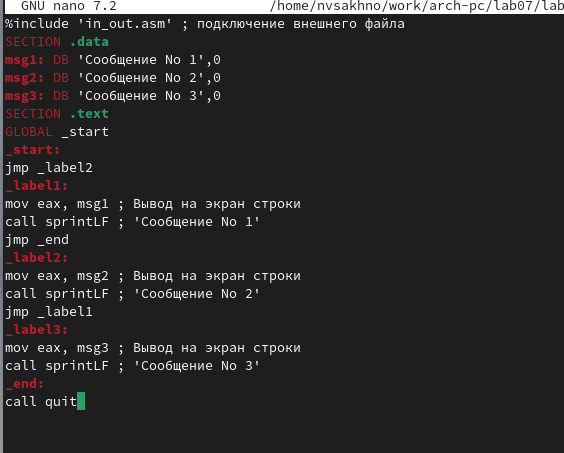 GNU nano 7.2 /home/nvsakhno/work/arch-pc/lab07/lab
%include 'in_out.asm' ; подключение внешнего файла
SECTION .data
msg1: DB 'Сообщение No 1',0
msg2: DB 'Сообщение No 2',0
msg3: DB 'Сообщение No 3',0
SECTION .text
GLOBAL _start
_start:
jmp _label2
_label1:
mov eax, msg1 ; Вывод на экран строки
call sprintLF ; 'Сообщение No 1'
jmp _end
_label2:
mov eax, msg2 ; Вывод на экран строки
call sprintLF ; 'Сообщение No 2'
jmp _label1
_label3:
mov eax, msg3 ; Вывод на экран строки
call sprintLF ; 'Сообщение No 3'
_end:
call quit